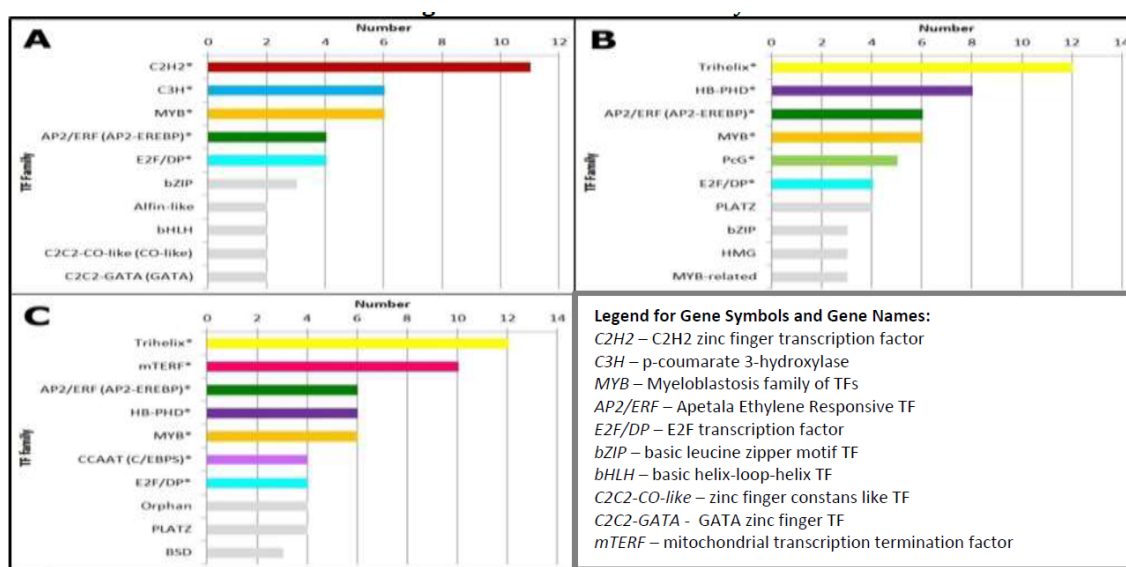 A
Number
0 2 4 6 8 10 12
TF Family
C2H2*
C3H*
MYB*
AP2/ERF (AP2-EREBP)*
E2F/DP*
bZIP
Alfin-like
bHLH
C2C2-CO-like (CO-like)
C2C2-GATA (GATA)
B
Number
0 2 4 6 8 10 12 14
TF Family
Trihelix*
HB-PHD*
AP2/ERF (AP2-EREBP)*
MYB*
PcG*
E2F/DP*
PLATZ
bZIP
HMG
MYB-related
C
Number
0 2 4 6 8 10 12 14
TF family
Trihelix*
mTERF*
AP2/ERF (AP2-EREBP)*
HB-PHD*
MYB*
CCAAT (C/EBPS)*
E2F/DP*
Orphan
PLATZ
BSD
Legend for Gene Symbols and Gene Names:
C2H2 – C2H2 zinc finger transcription factor
C3H – p-coumarate 3-hydroxylase
MYB – Myeloblastosis family of TFs
AP2/ERF – Apetala Ethylene Responsive TF
E2F/DP – E2F transcription factor
bZIP – basic leucine zipper motif TF
bHLH – basic helix-loop-helix TF
C2C2-CO-like – zinc finger constans like TF
C2C2-GATA - GATA zinc finger TF
mTERF – mitochondrial transcription termination factor